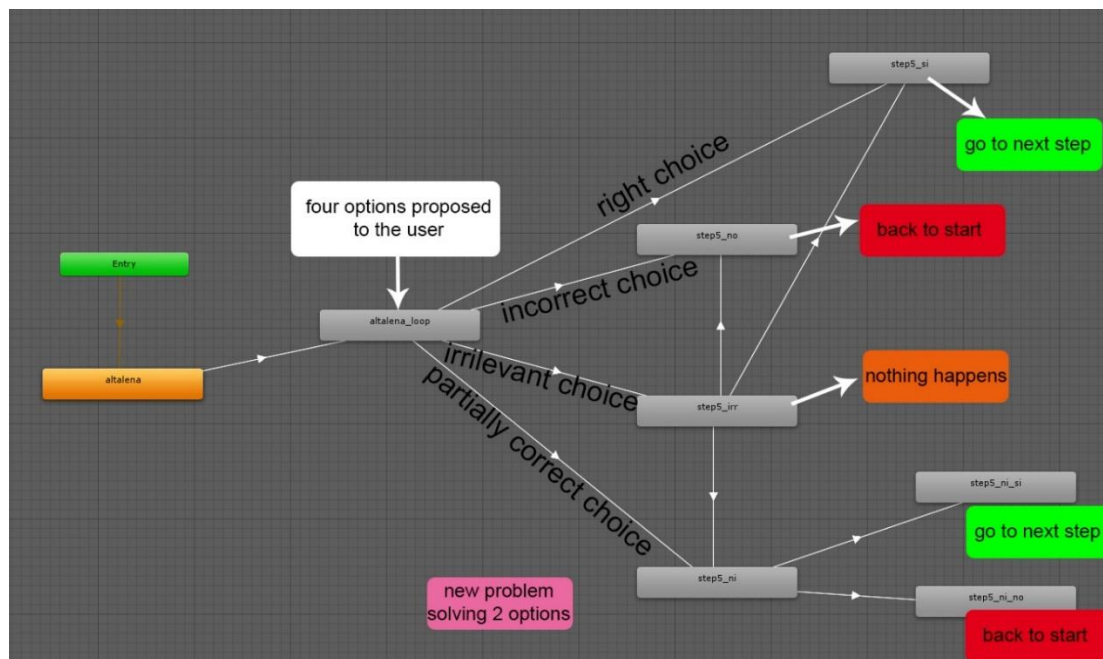 step5_si
go to next step
right choice
four options proposed
to the user
step5_no
back to start
Entry
incorrect choice
altalena_loop
irrilevant choice
nothing happens
altalena
partially correct choice
step5_irr
step5_ni_si
go to next step
step5_ni
new problem
solving 2 options
step5_ni_no
back to start